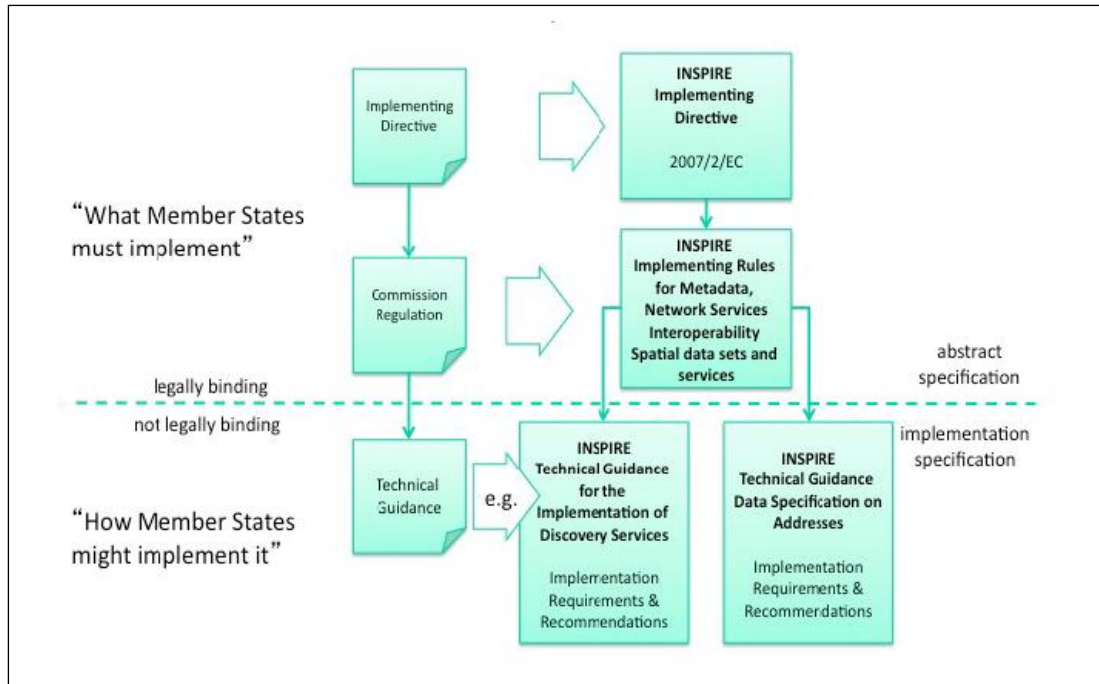 Implementing
Directive
INSPIRE
Implementing
Directive
2007/2/EC
“What Member States
must implement”
Commission
Regulation
INSPIRE
Implementing Rules
for Metadata,
Network Services
Interoperability
Spatial data sets and
services
abstract
specification
legally binding
not legally binding
implementation
specification
“How Member States
might implement it”
Technical
Guidance
e.g.
INSPIRE
Technical Guidance
for the
Implementation of
Discovery Services
Implementation
Requirements &
Recommendations
INSPIRE
Technical Guidance
Data Specification on
Addresses
Implementation
Requirements &
Recommendations